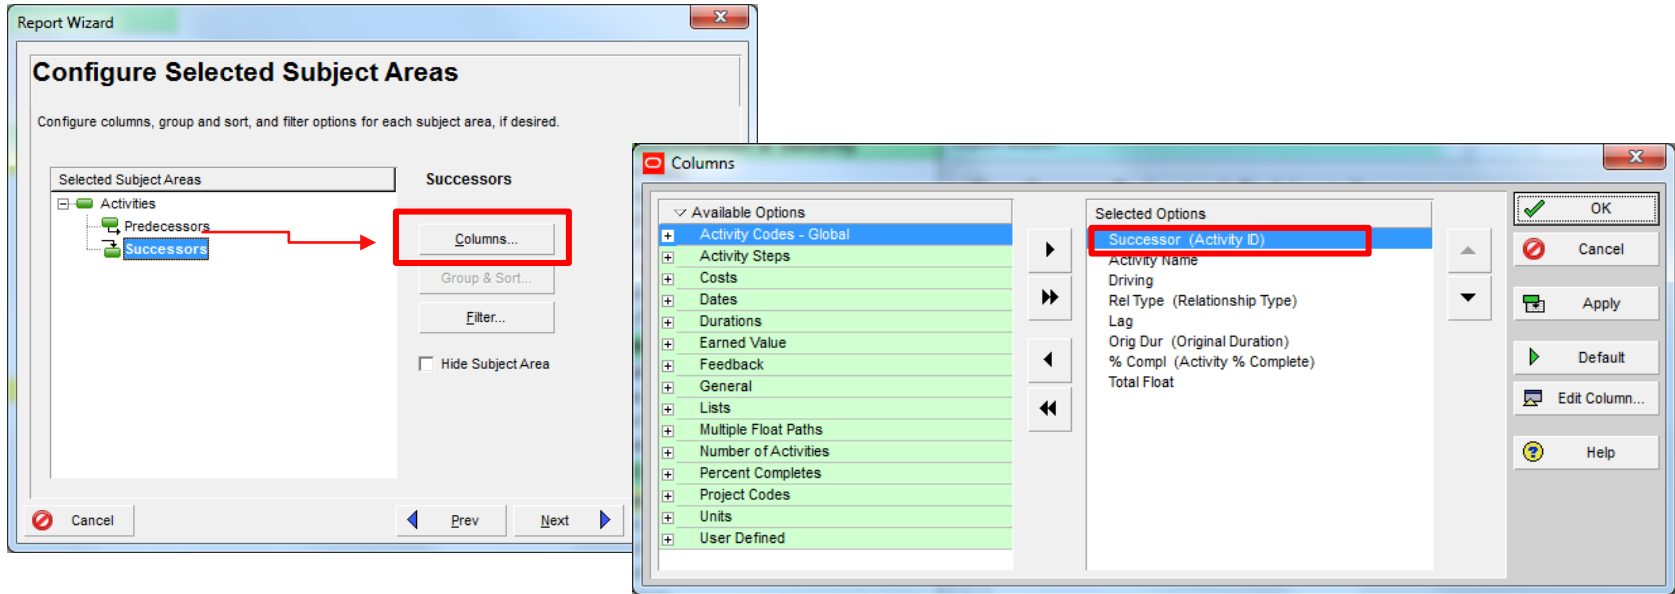 Report Wizard
Configure Selected Subject Areas
Configure columns, group and sort, and filter options for each subject area, if desired.
Selected Subject Areas
Activities
Predecessors
Successors
Successors
Columns...
Group & Sort...
Filter...
Hide Subject Area
Cancel
Prev
Next
Columns
Available Options
Activity Codes - Global
Activity Steps
Costs
Dates
Durations
Earned Value
Feedback
General
Lists
Multiple Float Paths
Number of Activities
Percent Completes
Project Codes
Units
User Defined
Selected Options
Successor (Activity ID)
Activity Name
Driving
Rel Type (Relationship Type)
Lag
Orig Dur (Original Duration)
% Compl (Activity % Complete)
Total Float
OK
Cancel
Apply
Default
Edit Column...
Help